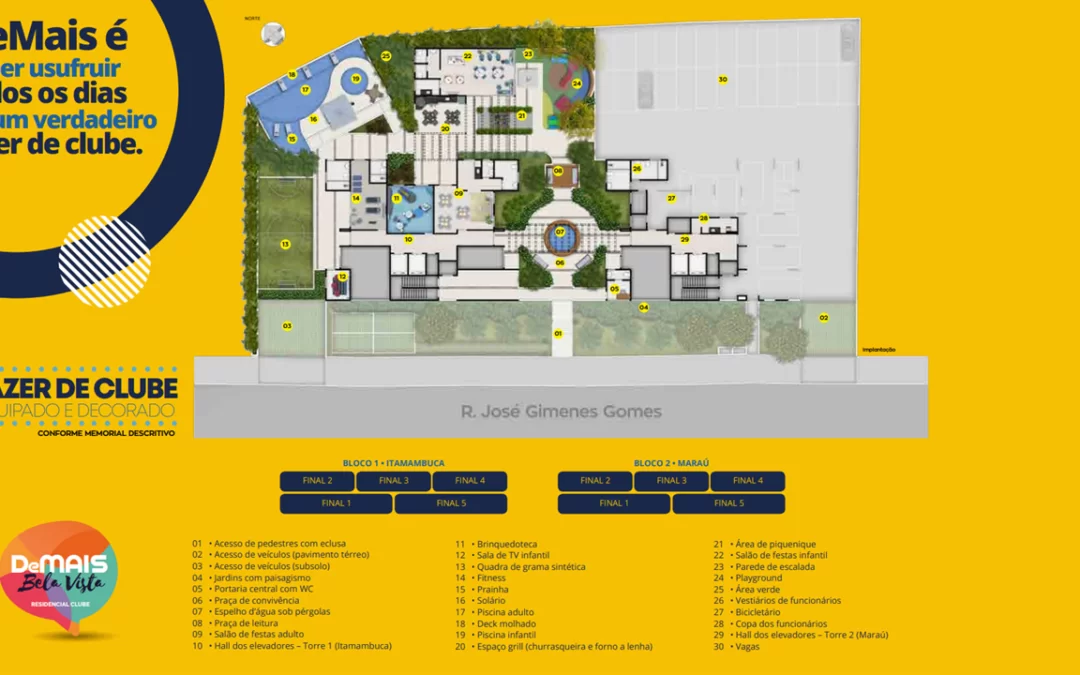 eMais é
er usufruir
dos os dias
um verdadeiro
er de clube.
NORTE
25
22
23
18
17
19
24
30
16
21
20
15
08
26
14
11
09
27
28
07
13
10
29
06
12
05
04
03
02
01
Implantação
AZER DE CLUBE
UIPADO E DECORADO
CONFORME MEMORIAL DESCRITIVO
R. José Gimenes Gomes
BLOCO 1 • ITAMAMBUCA
FINAL 2 FINAL 3 FINAL 4
FINAL 1 FINAL 5
BLOCO 2 • MARAÚ
FINAL 2 FINAL 3 FINAL 4
FINAL 1 FINAL 5
DeMAIS
Bela Vista
RESIDENCIAL CLUBE
01 • Acesso de pedestres com eclusa
02 • Acesso de veículos (pavimento térreo)
03 • Acesso de veículos (subsolo)
04 • Jardins com paisagismo
05 • Portaria central com WC
06 • Praça de convivência
07 • Espelho d'água sob pérgolas
08 • Praça de leitura
09 • Salão de festas adulto
10 • Hall dos elevadores – Torre 1 (Itamambuca)
11 • Brinquedoteca
12 • Sala de TV infantil
13 • Quadra de grama sintética
14 • Fitness
15 • Prainha
16 • Solário
17 • Piscina adulto
18 • Deck molhado
19 • Piscina infantil
20 • Espaço grill (churrasqueira e forno a lenha)
21 • Área de piquenique
22 • Salão de festas infantil
23 • Parede de escalada
24 • Playground
25 • Área verde
26 • Vestiários de funcionários
27 • Bicicletário
28 • Copa dos funcionários
29 • Hall dos elevadores – Torre 2 (Maraú)
30 • Vagas